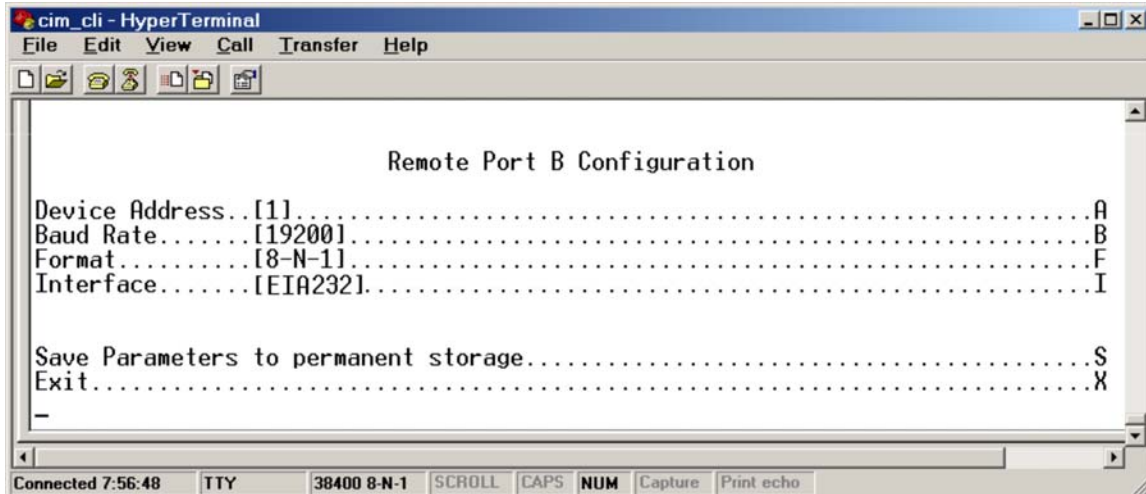 cim_cli - HyperTerminal
File Edit View Call Transfer Help
Remote Port B Configuration
Device Address..[1]..........................................................A
Baud Rate.......[19200]......................................................B
Format..........[8-N-1]......................................................F
Interface.......[EIA232].....................................................I
Save Parameters to permanent storage.........................................S
Exit.........................................................................X
Connected 7:56:48 TTY 38400 8-N-1 SCROLL CAPS NUM Capture Print echo